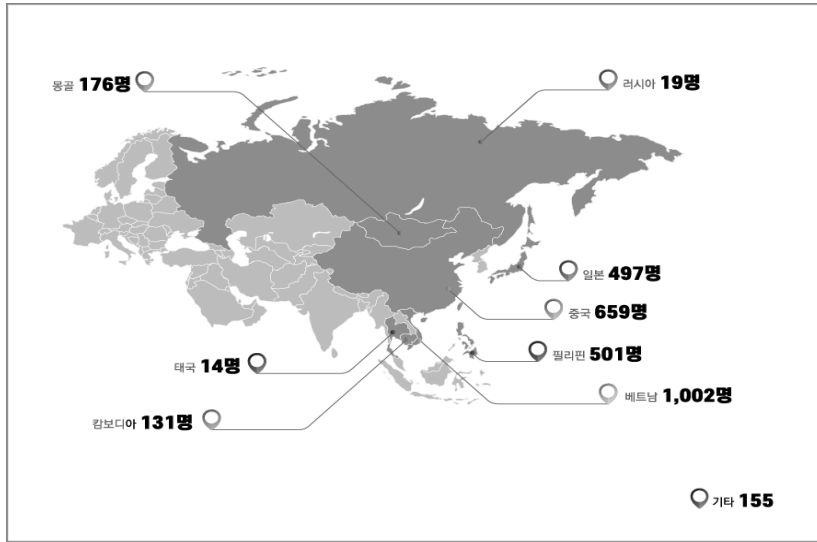 몽골 176명
러시아 19명
일본 497명
중국 659명
필리핀 501명
태국 14명
베트남 1,002명
캄보디아 131명
기타 155